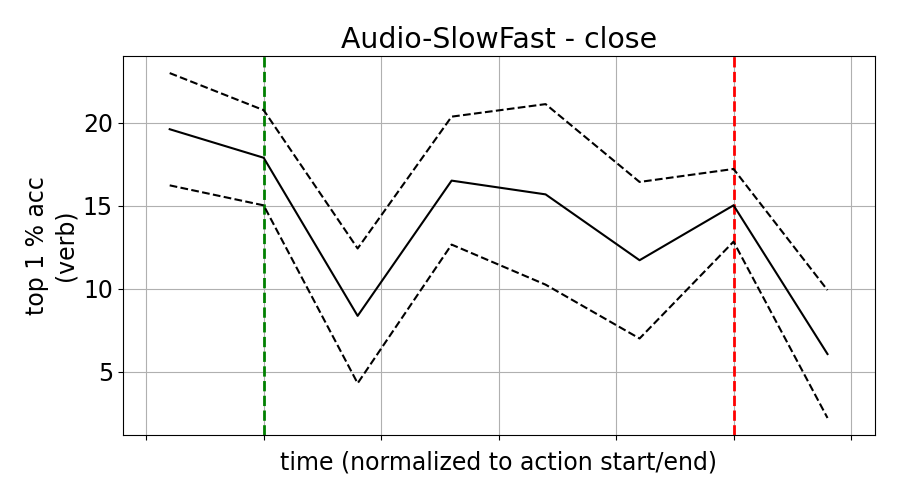 Audio-SlowFast - close
top 1 % acc
(verb)
20
15
10
5
time (normalized to action start/end)